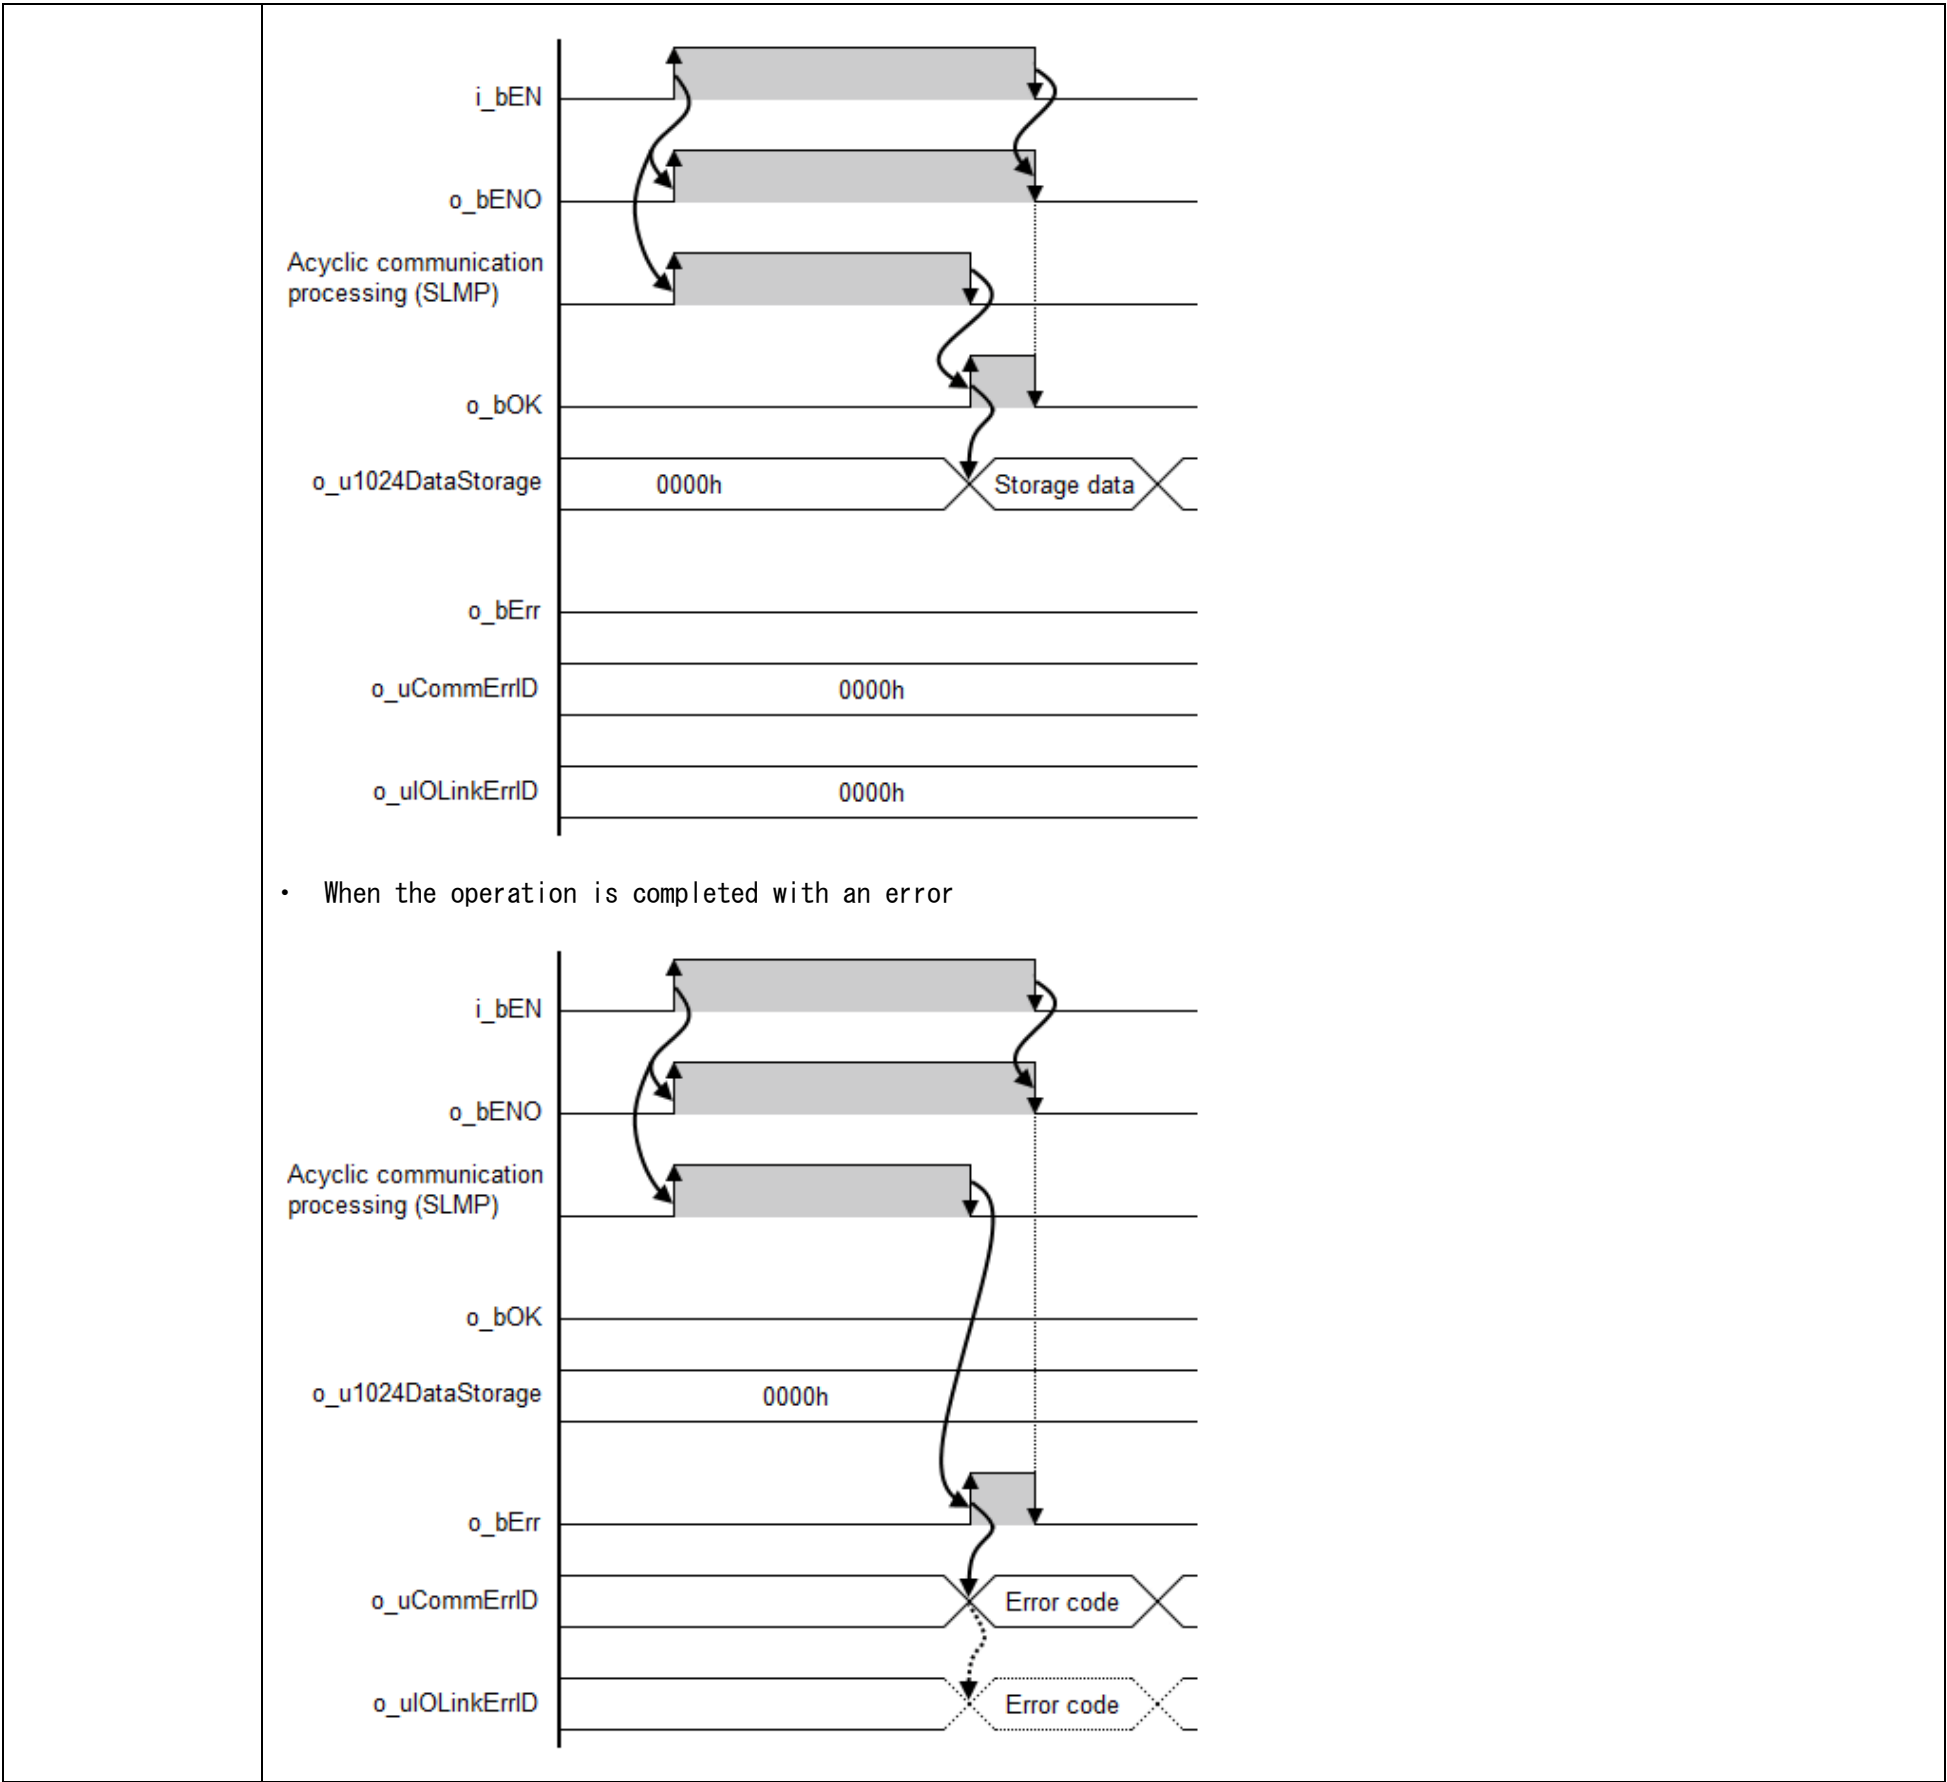 i_bEN
o_bENO
Acyclic communication
processing (SLMP)
o_bOK
o_u1024DataStorage
0000h
Storage data
o_bErr
o_uCommErrID
0000h
o_uIOLinkErrID
0000h
・ When the operation is completed with an error
i_bEN
o_bENO
Acyclic communication
processing (SLMP)
o_bOK
o_u1024DataStorage
0000h
o_bErr
o_uCommErrID
Error code
o_uIOLinkErrID
Error code